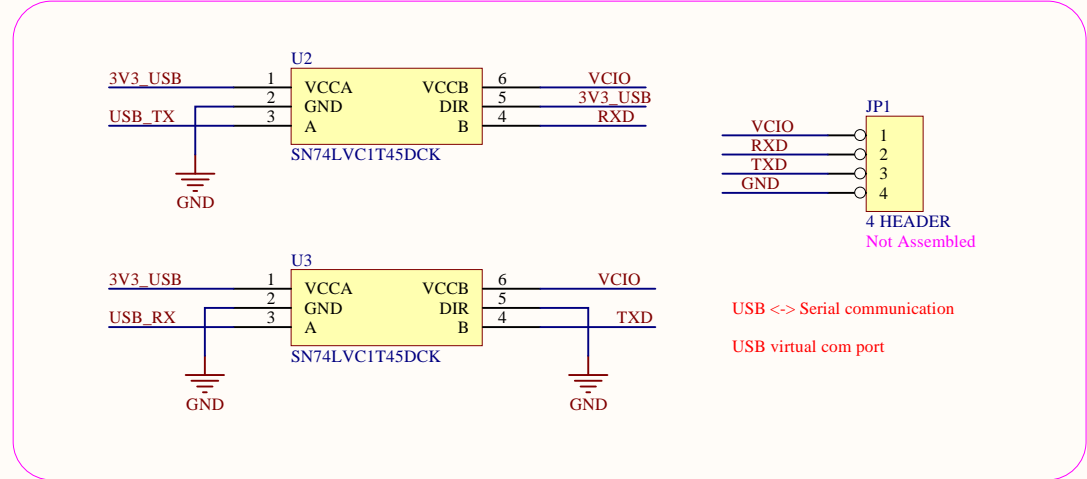 U2
3V3_USB 1 VCCA VCCB 6 VCIO
2 GND DIR 5 3V3_USB
USB_TX 3 A B 4 RXD
SN74LVC1T45DCK
GND
JP1
VCIO 1
RXD 2
TXD 3
GND 4
4 HEADER
Not Assembled
U3
3V3_USB 1 VCCA VCCB 6 VCIO
2 GND DIR 5
USB_RX 3 A B 4 TXD
SN74LVC1T45DCK
GND GND
USB <-> Serial communication
USB virtual com port